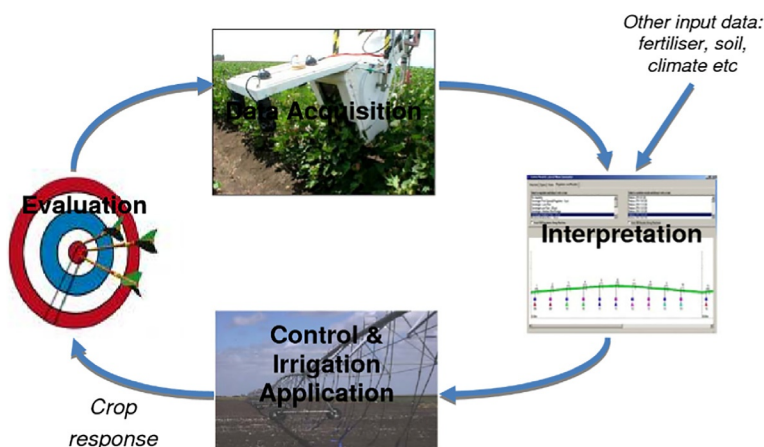 Other input data:
fertiliser, soil,
climate etc
Data Acquisition
Evaluation
Interpretation
Control &
Irrigation
Application
Crop
response